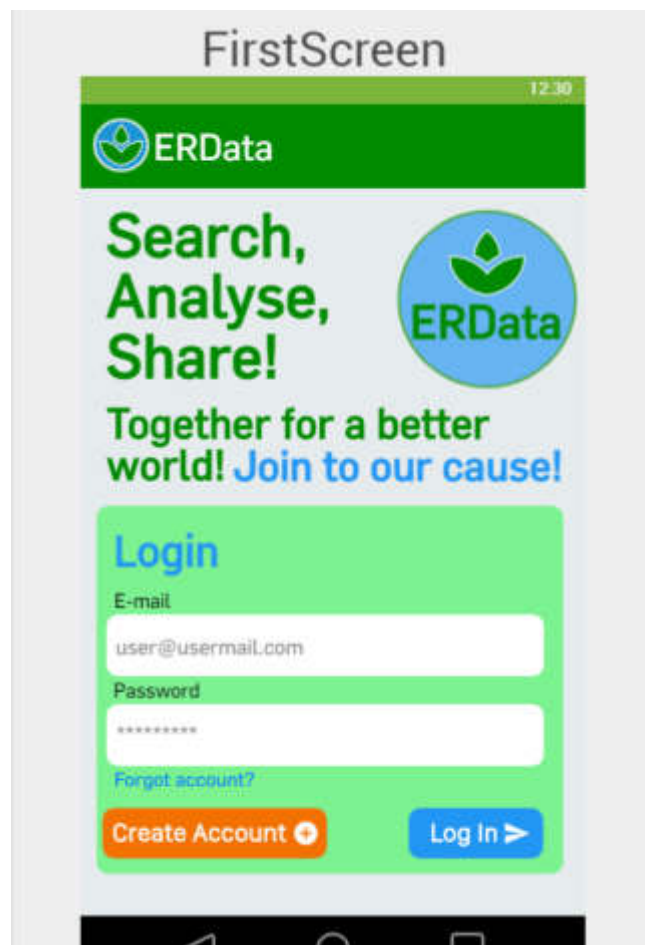 FirstScreen
12:30
ERData
Search,
Analyse,
Share!
ERData
Together for a better
world! Join to our cause!
Login
E-mail
user@usermail.com
Password
*********
Forgot account?
Create Account
Log In